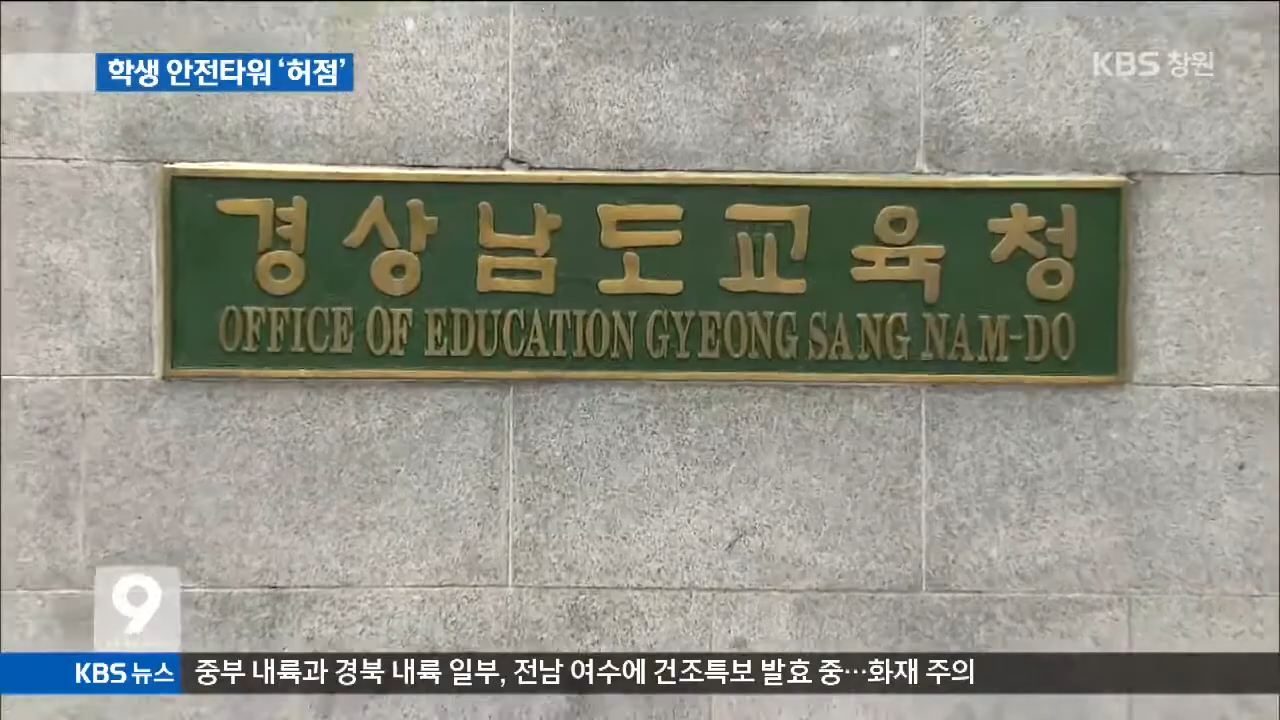 학생 안전타워 ‘허점’
KBS 창원
경상남도교육청
OFFICE OF EDUCATION GYEONG SANG NAM-DO
9
KBS 뉴스
중부 내륙과 경북 내륙 일부, 전남 여수에 건조특보 발효 중…화재 주의